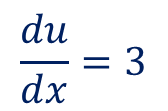 du/dx = 3